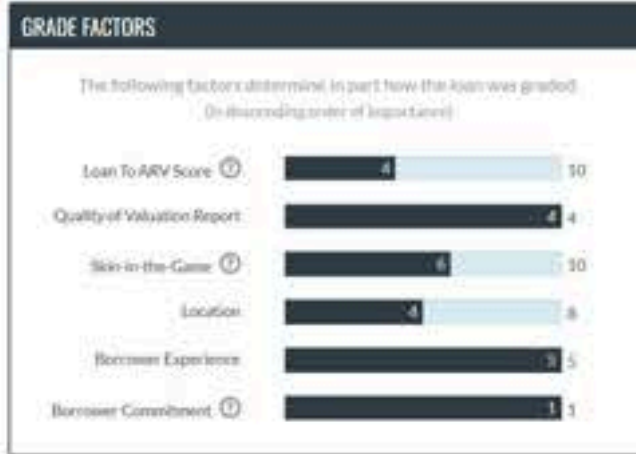 GRADE FACTORS
The following factors determine in part how the loan was graded
(in descending order of importance)
Loan To ARV Score ? 4 10
Quality of Valuation Report 4 4
Skin-in-the-Game ? 6 10
Location 4 8
Borrower Experience 5 5
Borrower Commitment ? 1 1